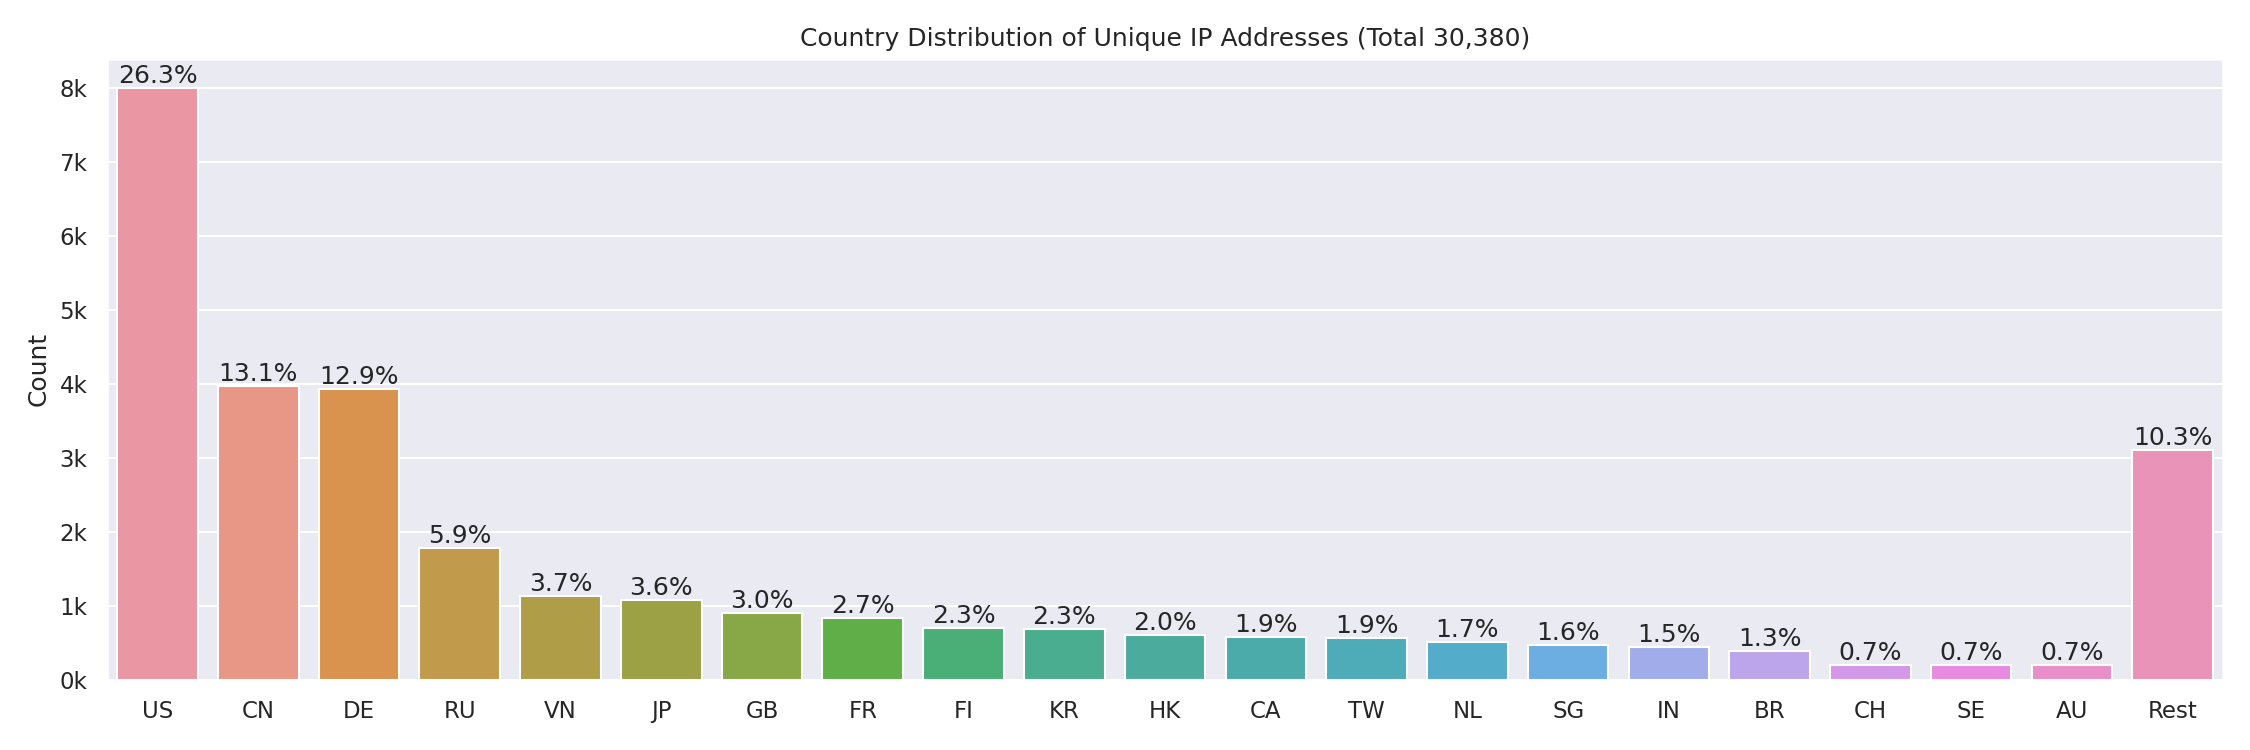 Country Distribution of Unique IP Addresses (Total 30,380)
Count
8k
7k
6k
5k
4k
3k
2k
1k
0k
26.3%
13.1%
12.9%
5.9%
3.7%
3.6%
3.0%
2.7%
2.3%
2.3%
2.0%
1.9%
1.9%
1.7%
1.6%
1.5%
1.3%
0.7%
0.7%
0.7%
10.3%
US CN DE RU VN JP GB FR FI KR HK CA TW NL SG IN BR CH SE AU Rest